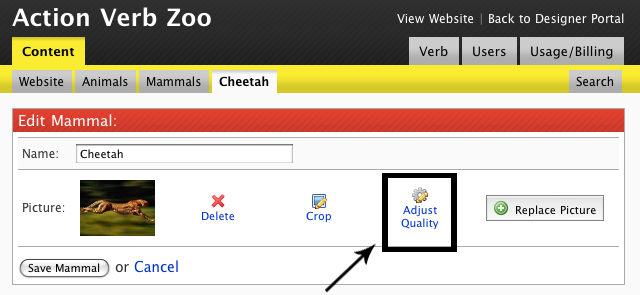 Action Verb Zoo
View Website | Back to Designer Portal
Content Verb Users Usage/Billing
Website Animals Mammals Cheetah Search
Edit Mammal:
Name: Cheetah
Picture: Delete Crop Adjust Quality Replace Picture
Save Mammal or Cancel